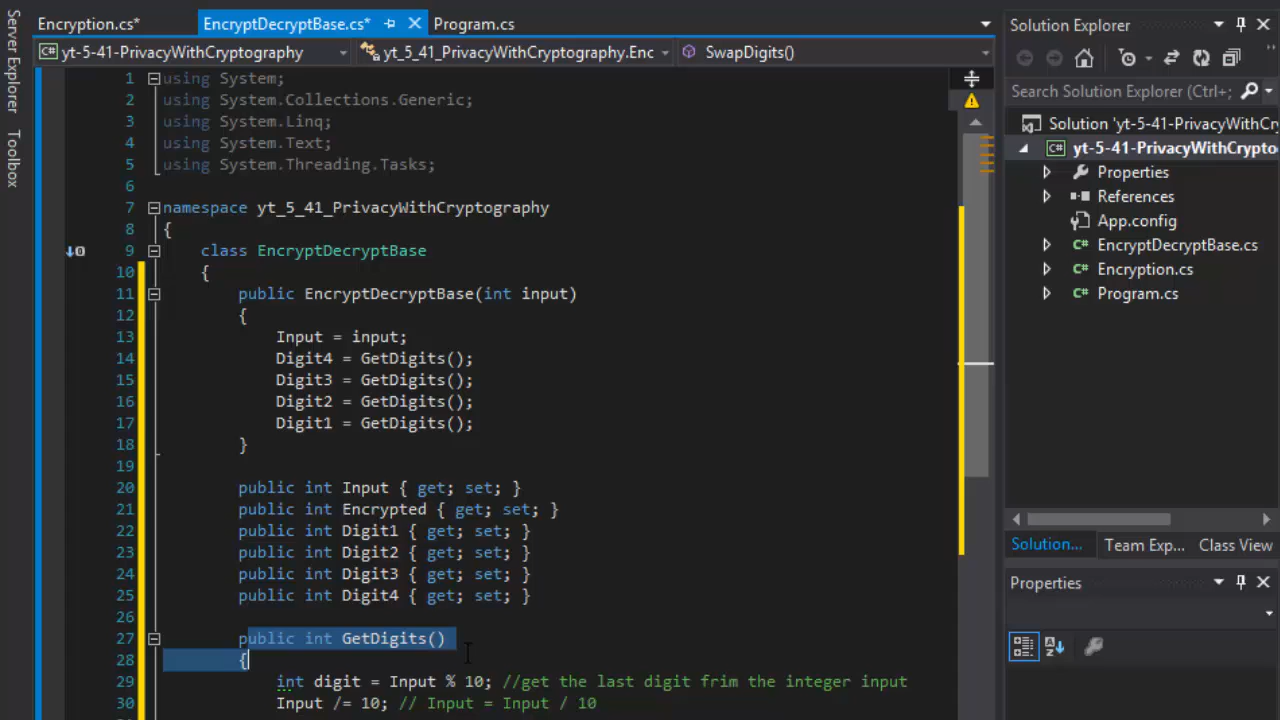 Server Explorer
Toolbox
Encryption.cs*
EncryptDecryptBase.cs*
Program.cs
yt-5-41-PrivacyWithCryptography
yt_5_41_PrivacyWithCryptography.Enc
SwapDigits()
1 using System;
2 using System.Collections.Generic;
3 using System.Linq;
4 using System.Text;
5 using System.Threading.Tasks;
6
7 namespace yt_5_41_PrivacyWithCryptography
8 {
9 class EncryptDecryptBase
10 {
11 public EncryptDecryptBase(int input)
12 {
13 Input = input;
14 Digit4 = GetDigits();
15 Digit3 = GetDigits();
16 Digit2 = GetDigits();
17 Digit1 = GetDigits();
18 }
19
20 public int Input { get; set; }
21 public int Encrypted { get; set; }
22 public int Digit1 { get; set; }
23 public int Digit2 { get; set; }
24 public int Digit3 { get; set; }
25 public int Digit4 { get; set; }
26
27 public int GetDigits()
28 {
29 int digit = Input % 10; //get the last digit frim the integer input
30 Input /= 10; // Input = Input / 10
Solution Explorer
Search Solution Explorer (Ctrl+;
Solution 'yt-5-41-PrivacyWithCr
yt-5-41-PrivacyWithCrypto
Properties
References
App.config
EncryptDecryptBase.cs
Encryption.cs
Program.cs
Solution... Team Exp... Class View
Properties